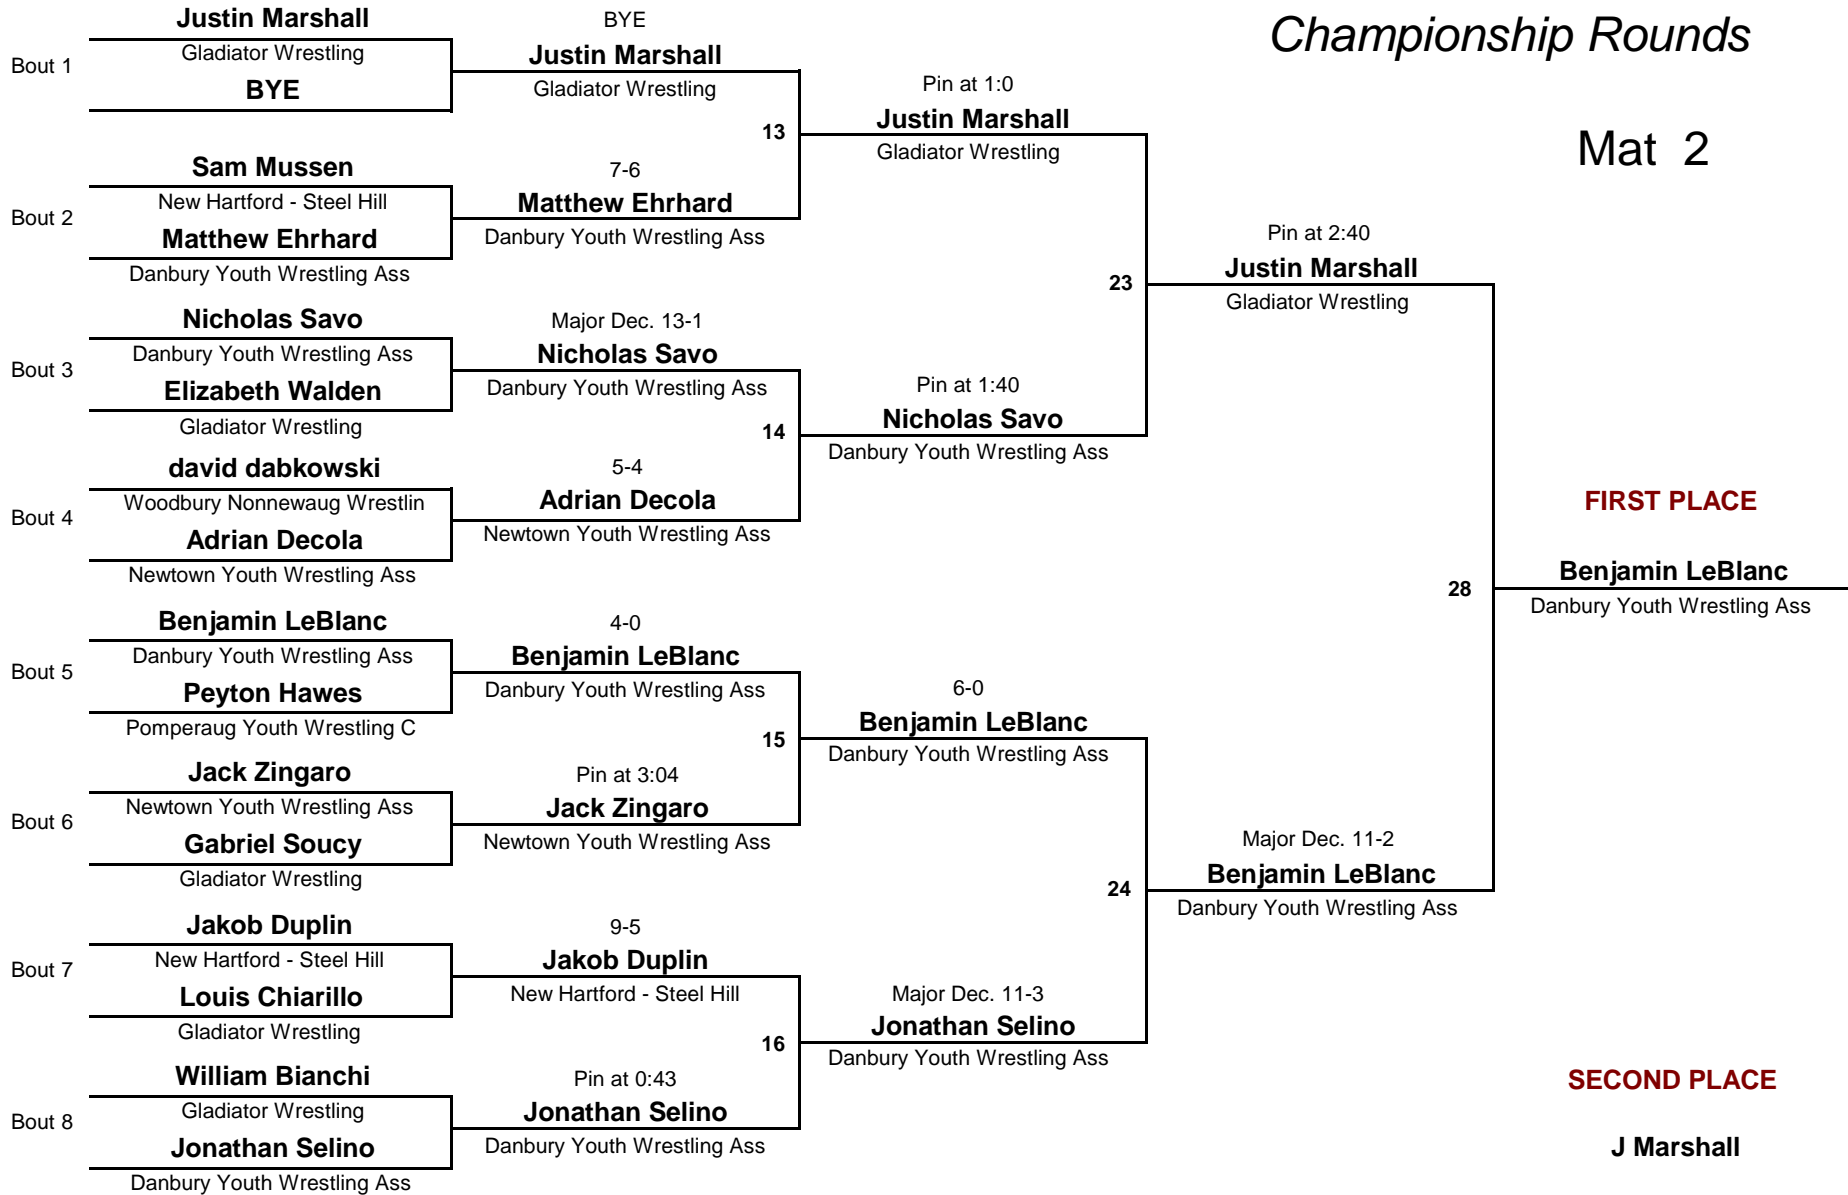 Championship Rounds
Mat 2
Bout 1
Justin Marshall
Gladiator Wrestling
BYE
Bout 2
Sam Mussen
New Hartford - Steel Hill
Matthew Ehrhard
Danbury Youth Wrestling Ass
Bout 3
Nicholas Savo
Danbury Youth Wrestling Ass
Elizabeth Walden
Gladiator Wrestling
Bout 4
david dabkowski
Woodbury Nonnewaug Wrestlin
Adrian Decola
Newtown Youth Wrestling Ass
Bout 5
Benjamin LeBlanc
Danbury Youth Wrestling Ass
Peyton Hawes
Pomperaug Youth Wrestling C
Bout 6
Jack Zingaro
Newtown Youth Wrestling Ass
Gabriel Soucy
Gladiator Wrestling
Bout 7
Jakob Duplin
New Hartford - Steel Hill
Louis Chiarillo
Gladiator Wrestling
Bout 8
William Bianchi
Gladiator Wrestling
Jonathan Selino
Danbury Youth Wrestling Ass
BYE
Justin Marshall
Gladiator Wrestling
13
7-6
Matthew Ehrhard
Danbury Youth Wrestling Ass
Major Dec. 13-1
Nicholas Savo
Danbury Youth Wrestling Ass
14
5-4
Adrian Decola
Newtown Youth Wrestling Ass
4-0
Benjamin LeBlanc
Danbury Youth Wrestling Ass
15
Pin at 3:04
Jack Zingaro
Newtown Youth Wrestling Ass
9-5
Jakob Duplin
New Hartford - Steel Hill
16
Pin at 0:43
Jonathan Selino
Danbury Youth Wrestling Ass
Pin at 1:0
Justin Marshall
Gladiator Wrestling
23
Pin at 1:40
Nicholas Savo
Danbury Youth Wrestling Ass
6-0
Benjamin LeBlanc
Danbury Youth Wrestling Ass
24
Major Dec. 11-3
Jonathan Selino
Danbury Youth Wrestling Ass
Pin at 2:40
Justin Marshall
Gladiator Wrestling
28
Major Dec. 11-2
Benjamin LeBlanc
Danbury Youth Wrestling Ass
FIRST PLACE
Benjamin LeBlanc
Danbury Youth Wrestling Ass
SECOND PLACE
J Marshall